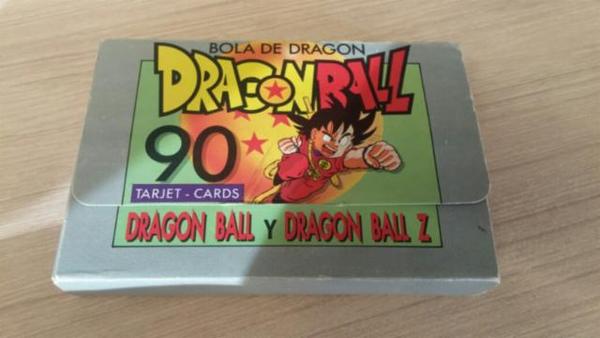 BOLA DE DRAGON
DRAGON BALL
90
TARJET - CARDS
DRAGON BALL Y DRAGON BALL Z